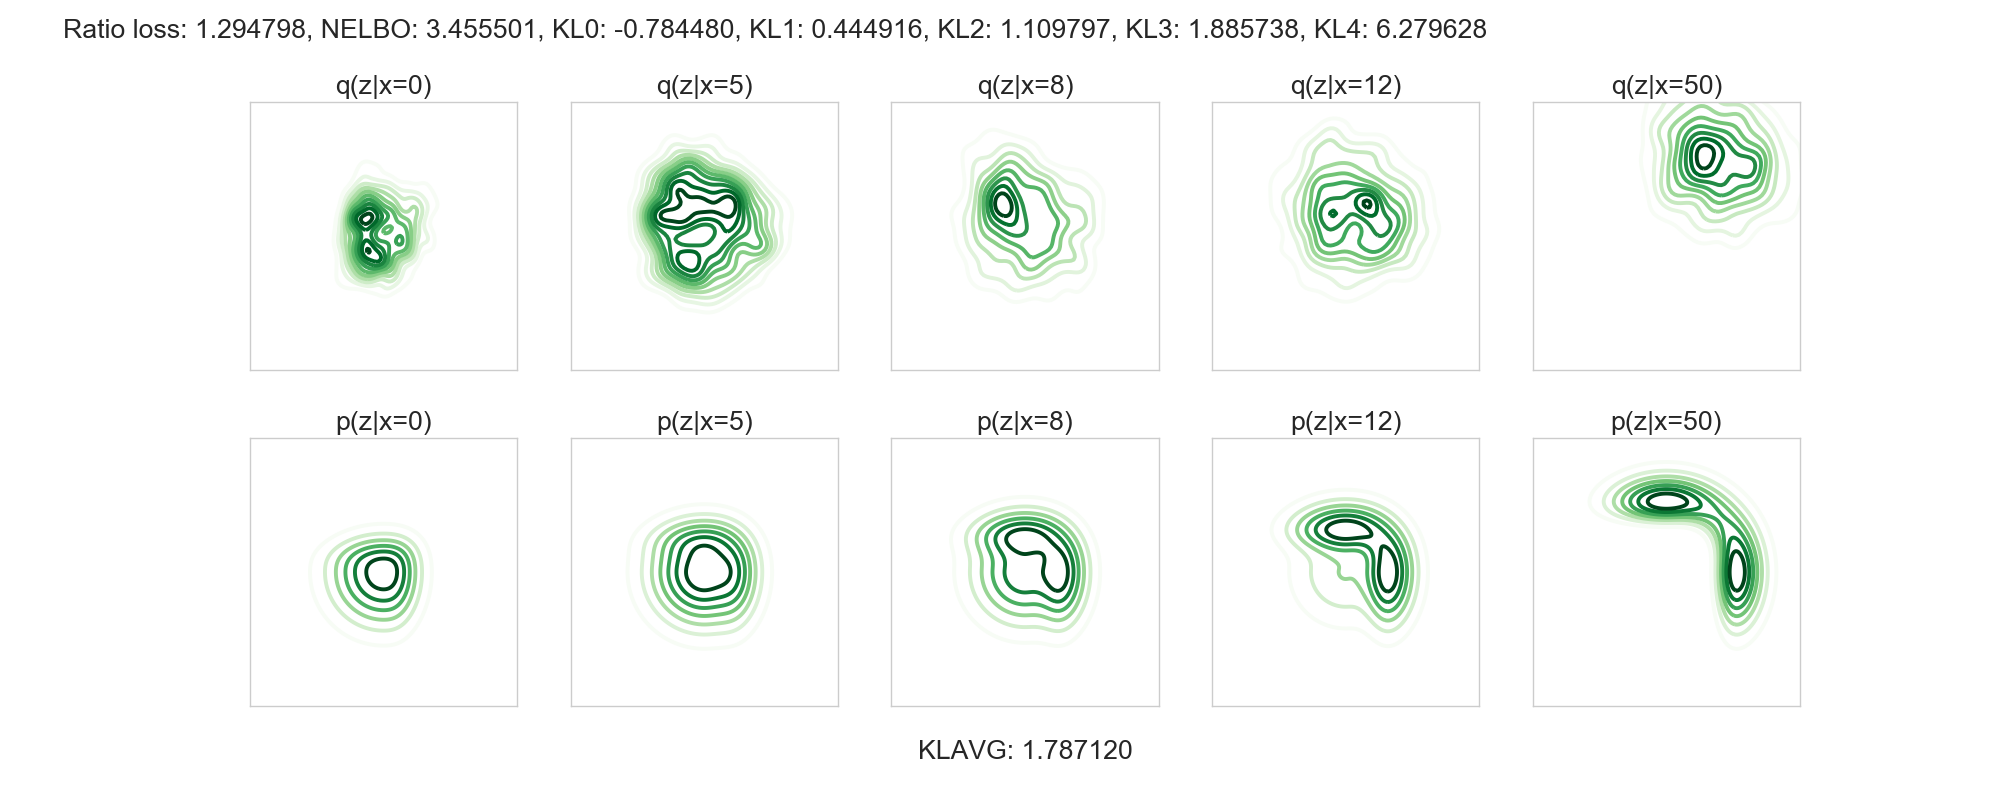 Ratio loss: 1.294798, NELBO: 3.455501, KL0: -0.784480, KL1: 0.444916, KL2: 1.109797, KL3: 1.885738, KL4: 6.279628
q(z|x=0) q(z|x=5) q(z|x=8) q(z|x=12) q(z|x=50)
p(z|x=0) p(z|x=5) p(z|x=8) p(z|x=12) p(z|x=50)
KLAVG: 1.787120